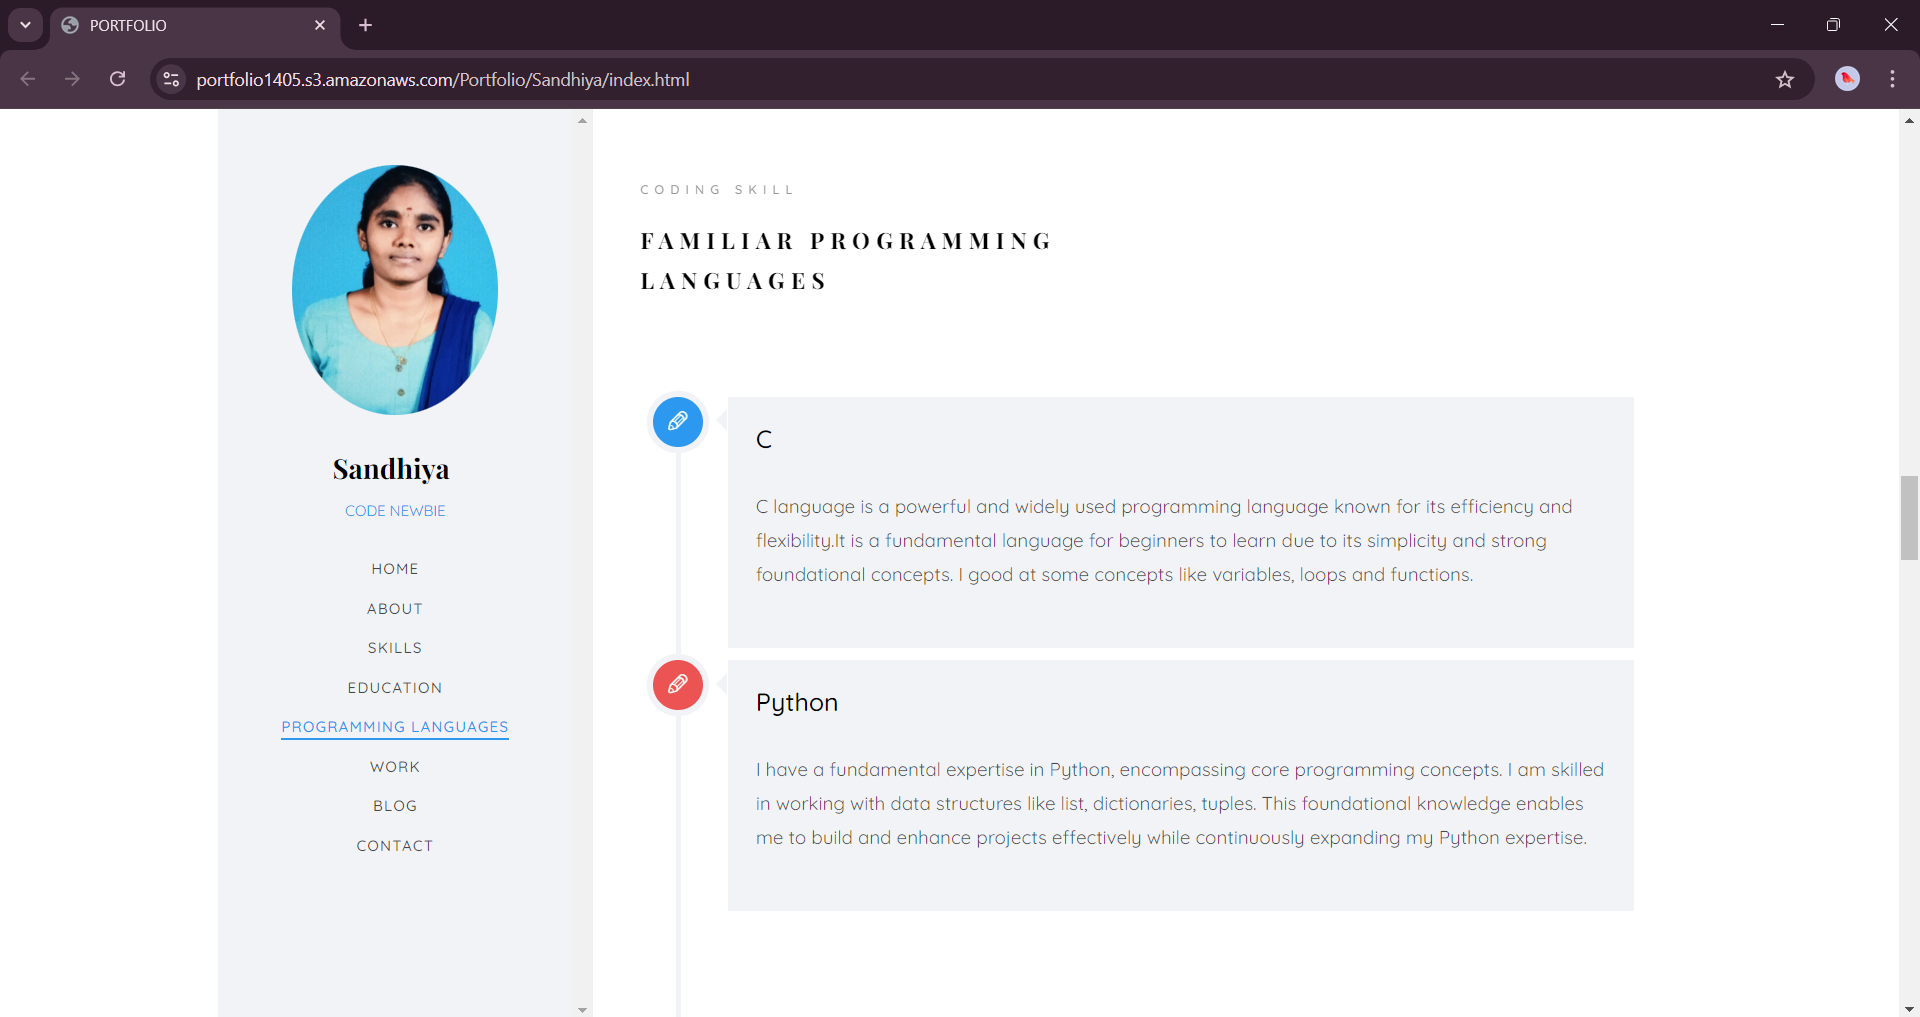 PORTFOLIO
portfolio1405.s3.amazonaws.com/Portfolio/Sandhiya/index.html
Sandhiya
CODE NEWBIE
HOME
ABOUT
SKILLS
EDUCATION
PROGRAMMING LANGUAGES
WORK
BLOG
CONTACT
CODING SKILL
FAMILIAR PROGRAMMING
LANGUAGES
C
C language is a powerful and widely used programming language known for its efficiency and
flexibility.It is a fundamental language for beginners to learn due to its simplicity and strong
foundational concepts. I good at some concepts like variables, loops and functions.
Python
I have a fundamental expertise in Python, encompassing core programming concepts. I am skilled
in working with data structures like list, dictionaries, tuples. This foundational knowledge enables
me to build and enhance projects effectively while continuously expanding my Python expertise.